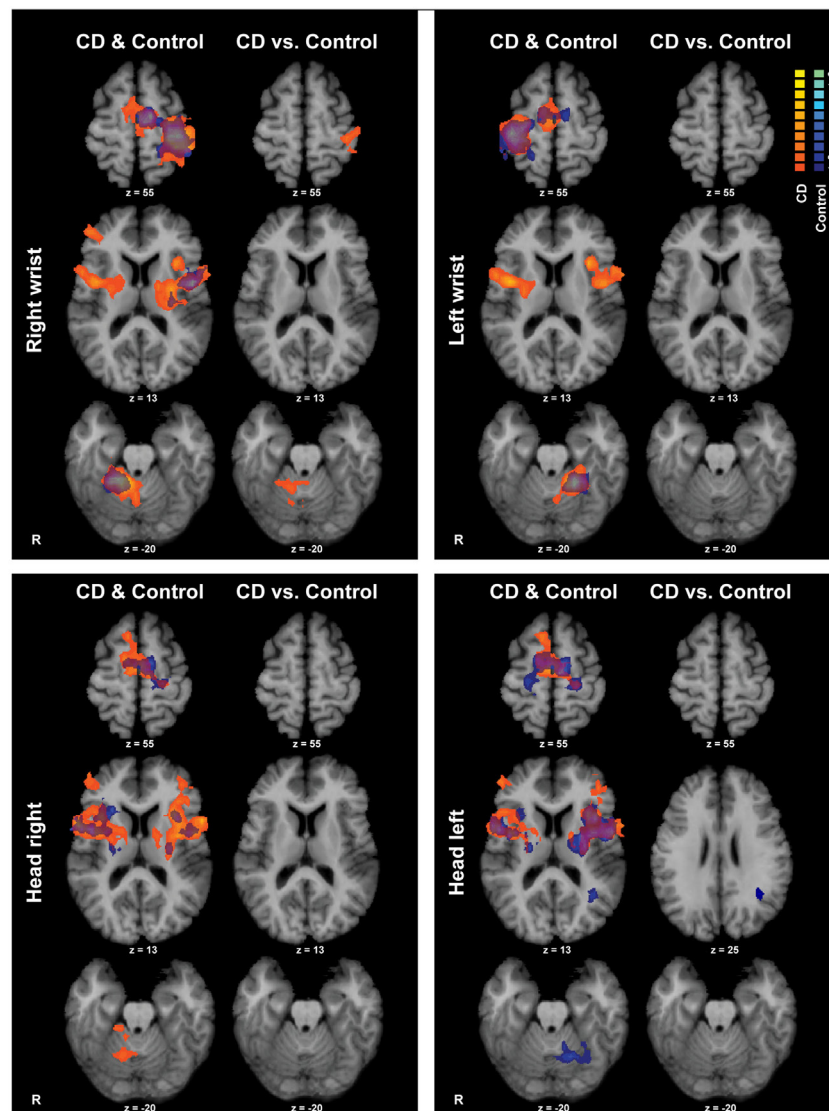 CD & Control CD vs. Control
z = 55 z = 55
Right wrist
z = 13 z = 13
R
z = -20 z = -20
CD & Control CD vs. Control
z = 55 z = 55
CD
Control
Left wrist
z = 13 z = 13
R
z = -20 z = -20
CD & Control CD vs. Control
z = 55 z = 55
Head right
z = 13 z = 13
R
z = -20 z = -20
CD & Control CD vs. Control
z = 55 z = 55
Head left
z = 13 z = 25
R
z = -20 z = -20